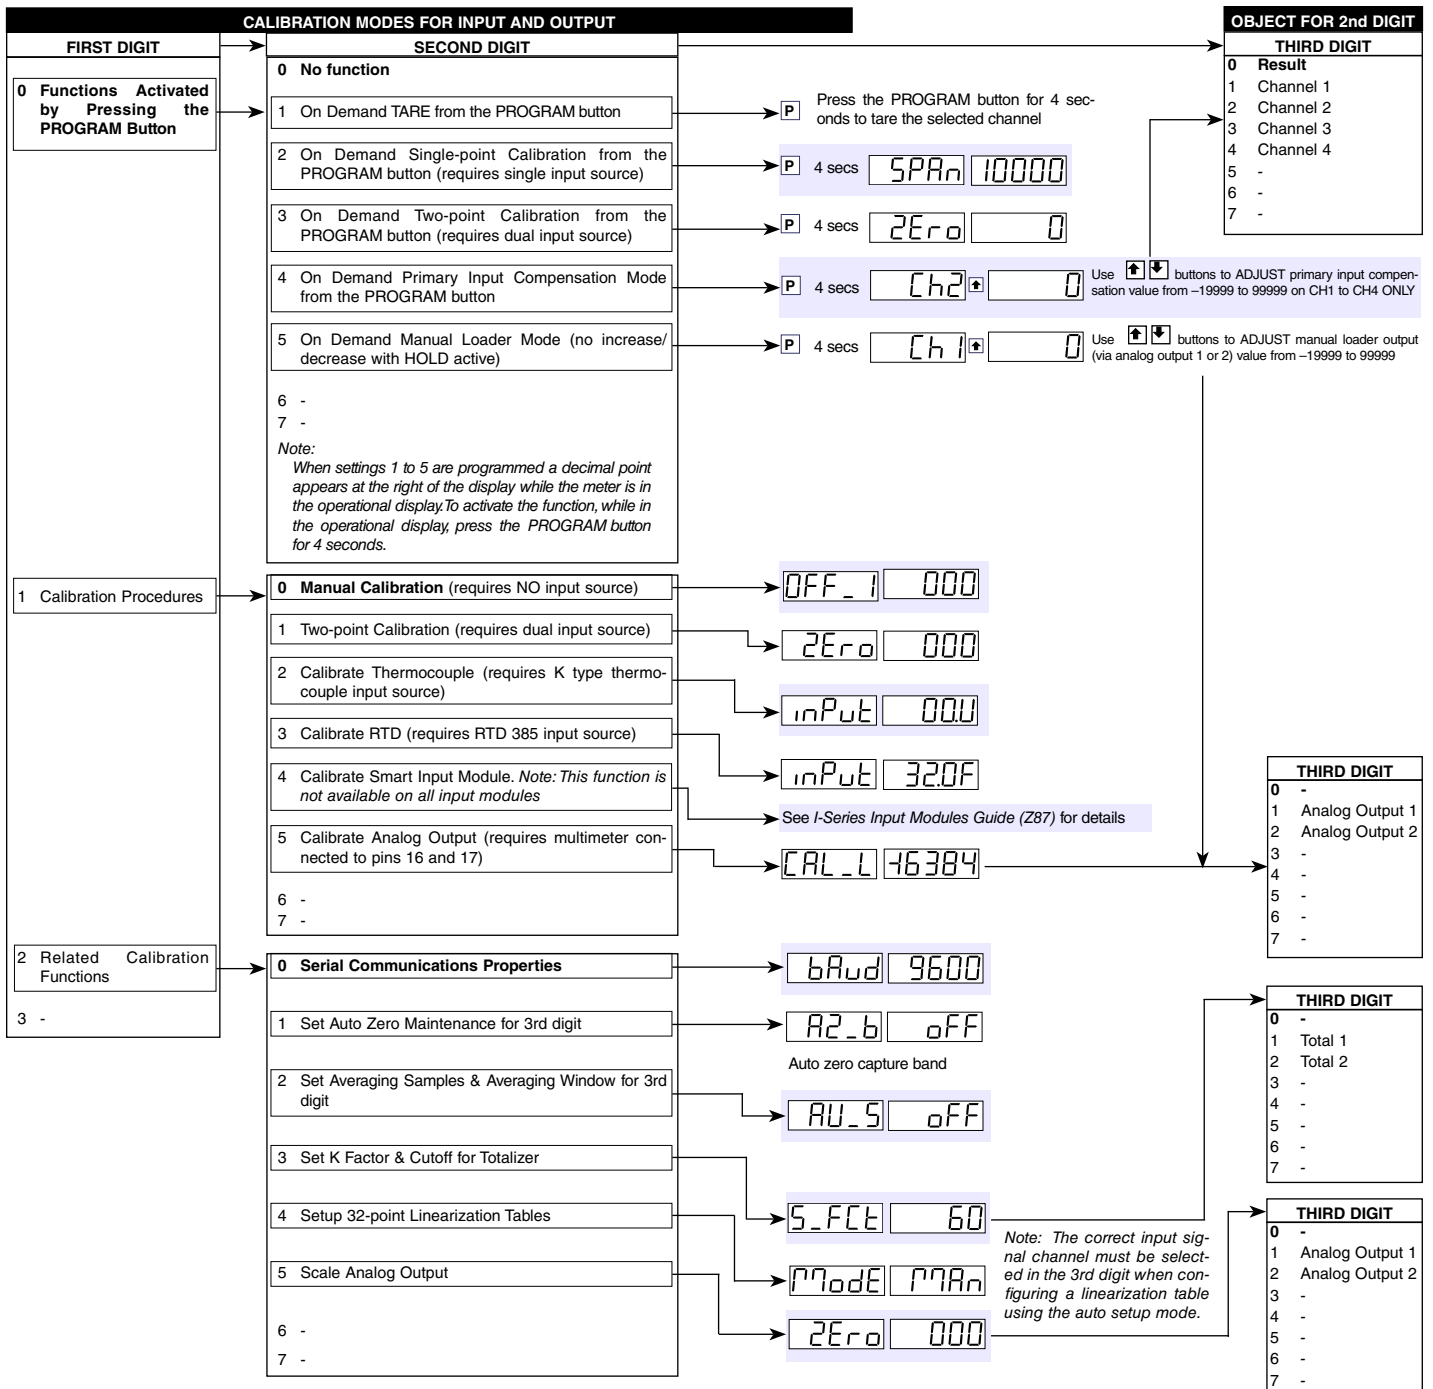 CALIBRATION MODES FOR INPUT AND OUTPUT
OBJECT FOR 2nd DIGIT
FIRST DIGIT
SECOND DIGIT
THIRD DIGIT
0 Functions Activated
by Pressing the
PROGRAM Button
0 No function
1 On Demand TARE from the PROGRAM button
P
Press the PROGRAM button for 4 sec-
onds to tare the selected channel
2 On Demand Single-point Calibration from the
PROGRAM button (requires single input source)
P 4 secs SPAn 10000
3 On Demand Two-point Calibration from the
PROGRAM button (requires dual input source)
P 4 secs ZEro 0
4 On Demand Primary Input Compensation Mode
from the PROGRAM button
P 4 secs Ch2 0
Use buttons to ADJUST primary input compen-
sation value from –19999 to 99999 on CH1 to CH4 ONLY
5 On Demand Manual Loader Mode (no increase/
decrease with HOLD active)
P 4 secs Ch1 0
Use buttons to ADJUST manual loader output
(via analog output 1 or 2) value from –19999 to 99999
6 -
7 -
Note:
When settings 1 to 5 are programmed a decimal point
appears at the right of the display while the meter is in
the operational display.To activate the function, while in
the operational display, press the PROGRAM button
for 4 seconds.
0 Result
1 Channel 1
2 Channel 2
3 Channel 3
4 Channel 4
5 -
6 -
7 -
1 Calibration Procedures
0 Manual Calibration (requires NO input source)
OFF_1 000
1 Two-point Calibration (requires dual input source)
ZEro 000
2 Calibrate Thermocouple (requires K type thermo-
couple input source)
inPut 00.U
3 Calibrate RTD (requires RTD 385 input source)
inPut 32.0F
4 Calibrate Smart Input Module. Note: This function is
not available on all input modules
See I-Series Input Modules Guide (Z87) for details
5 Calibrate Analog Output (requires multimeter con-
nected to pins 16 and 17)
CAL_L -16384
6 -
7 -
THIRD DIGIT
0 -
1 Analog Output 1
2 Analog Output 2
3 -
4 -
5 -
6 -
7 -
2 Related Calibration
Functions
3 -
0 Serial Communications Properties
bAud 9600
1 Set Auto Zero Maintenance for 3rd digit
AZ_b oFF
Auto zero capture band
2 Set Averaging Samples & Averaging Window for 3rd
digit
AV_S oFF
3 Set K Factor & Cutoff for Totalizer
S_FCt 60
4 Setup 32-point Linearization Tables
ModE MAn
5 Scale Analog Output
ZEro 000
6 -
7 -
Note: The correct input sig-
nal channel must be select-
ed in the 3rd digit when con-
figuring a linearization table
using the auto setup mode.
THIRD DIGIT
0 -
1 Total 1
2 Total 2
3 -
4 -
5 -
6 -
7 -
THIRD DIGIT
0 -
1 Analog Output 1
2 Analog Output 2
3 -
4 -
5 -
6 -
7 -